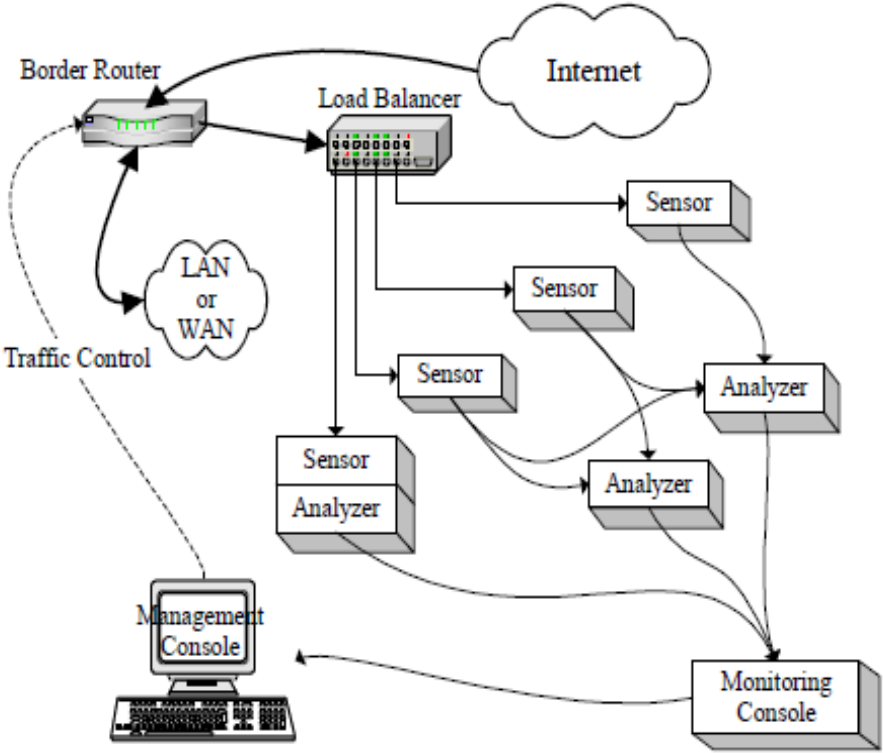 Border Router
Internet
Load Balancer
Sensor
LAN
or
WAN
Sensor
Traffic Control
Sensor
Analyzer
Sensor
Analyzer
Analyzer
Management
Console
Monitoring
Console